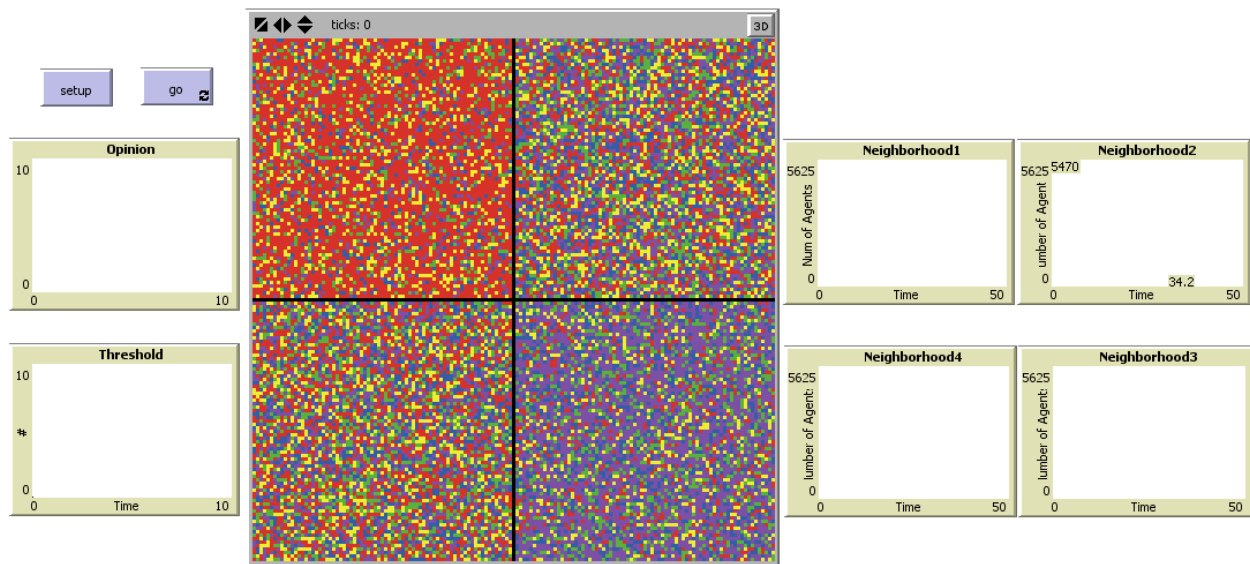 ticks: 0
3D
setup
go
Opinion
10
0
0
10
Threshold
10
#
0
0
Time
10
Neighborhood1
5625
Num of Agents
0
0
Time
50
Neighborhood2
5625
5470
umber of Agent
0
34.2
0
Time
50
Neighborhood4
5625
lumber of Agent:
0
0
Time
50
Neighborhood3
5625
lumber of Agent:
0
0
Time
50